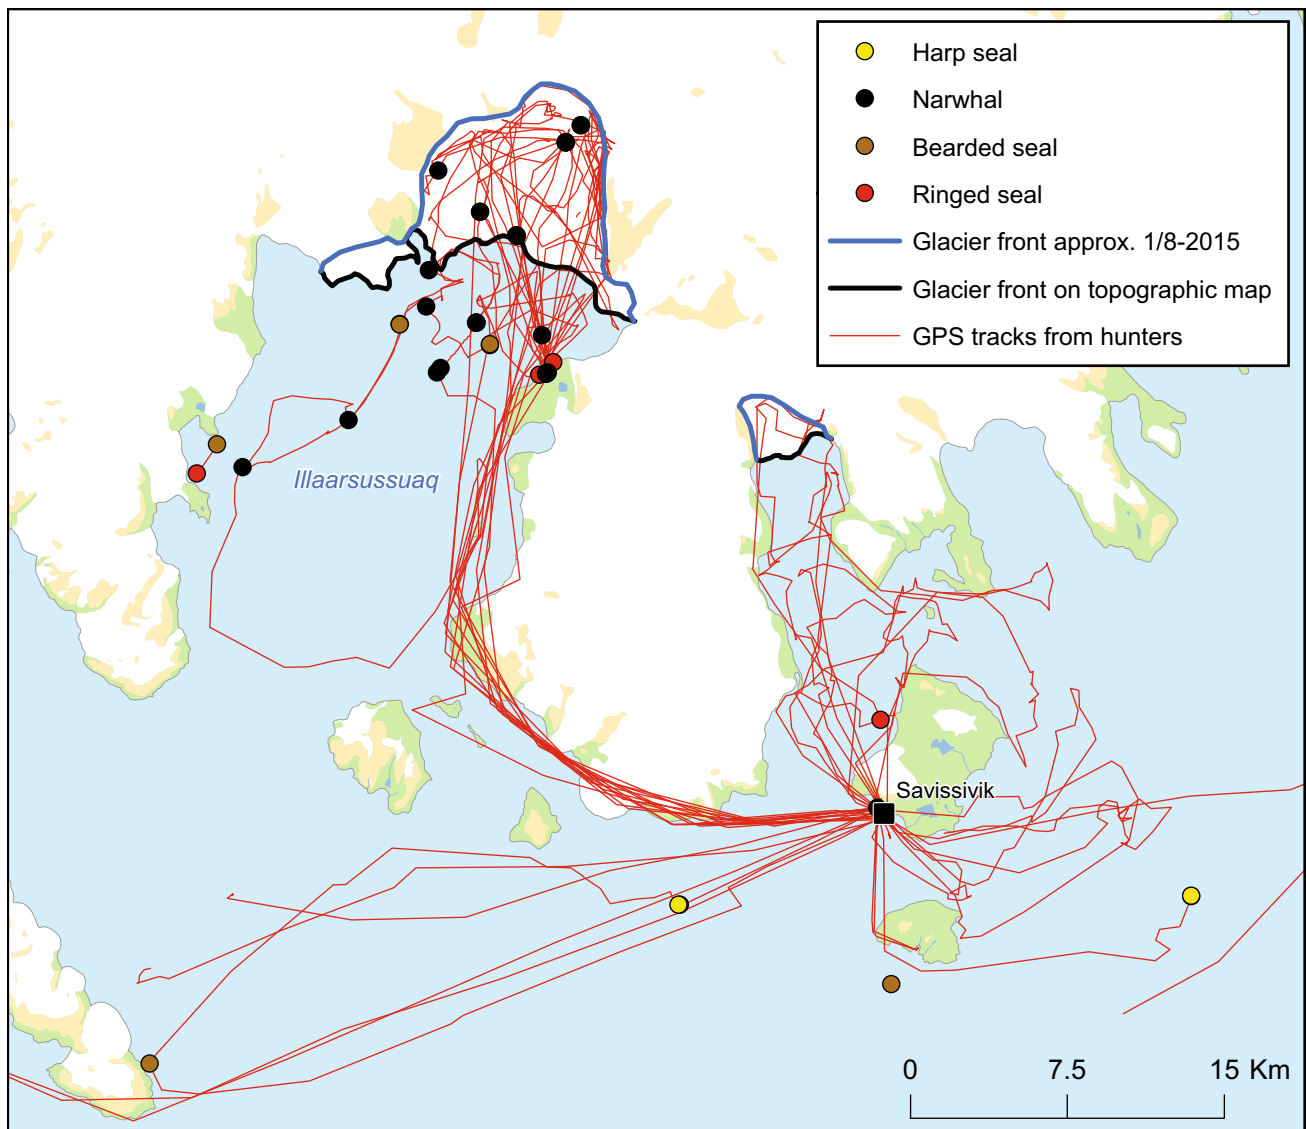 Harp seal
Narwhal
Bearded seal
Ringed seal
Glacier front approx. 1/8-2015
Glacier front on topographic map
GPS tracks from hunters
Illaarsussuaq
Savissivik
0 7.5 15 Km